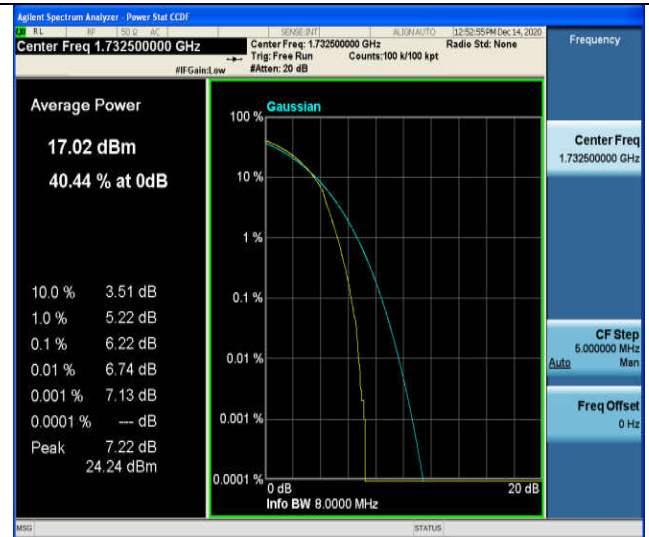 Agilent Spectrum Analyzer - Power Stat CCDF
RL RF 50 Ω AC SENSE:INT ALIGN AUTO 12:52:55 PM Dec 14, 2020
Center Freq 1.732500000 GHz
Center Freq: 1.732500000 GHz Radio Std: None
Trig: Free Run Counts:100 k/100 kpt
#IFGain:Low #Atten: 20 dB
Frequency
Average Power
17.02 dBm
40.44 % at 0dB
10.0 % 3.51 dB
1.0 % 5.22 dB
0.1 % 6.22 dB
0.01 % 6.74 dB
0.001 % 7.13 dB
0.0001 % --- dB
Peak 7.22 dB
24.24 dBm
Gaussian
100 %
10 %
1 %
0.1 %
0.01 %
0.001 %
0.0001 %
0 dB 20 dB
Info BW 8.0000 MHz
Center Freq
1.732500000 GHz
CF Step
5.000000 MHz
Auto Man
Freq Offset
0 Hz
MSG STATUS